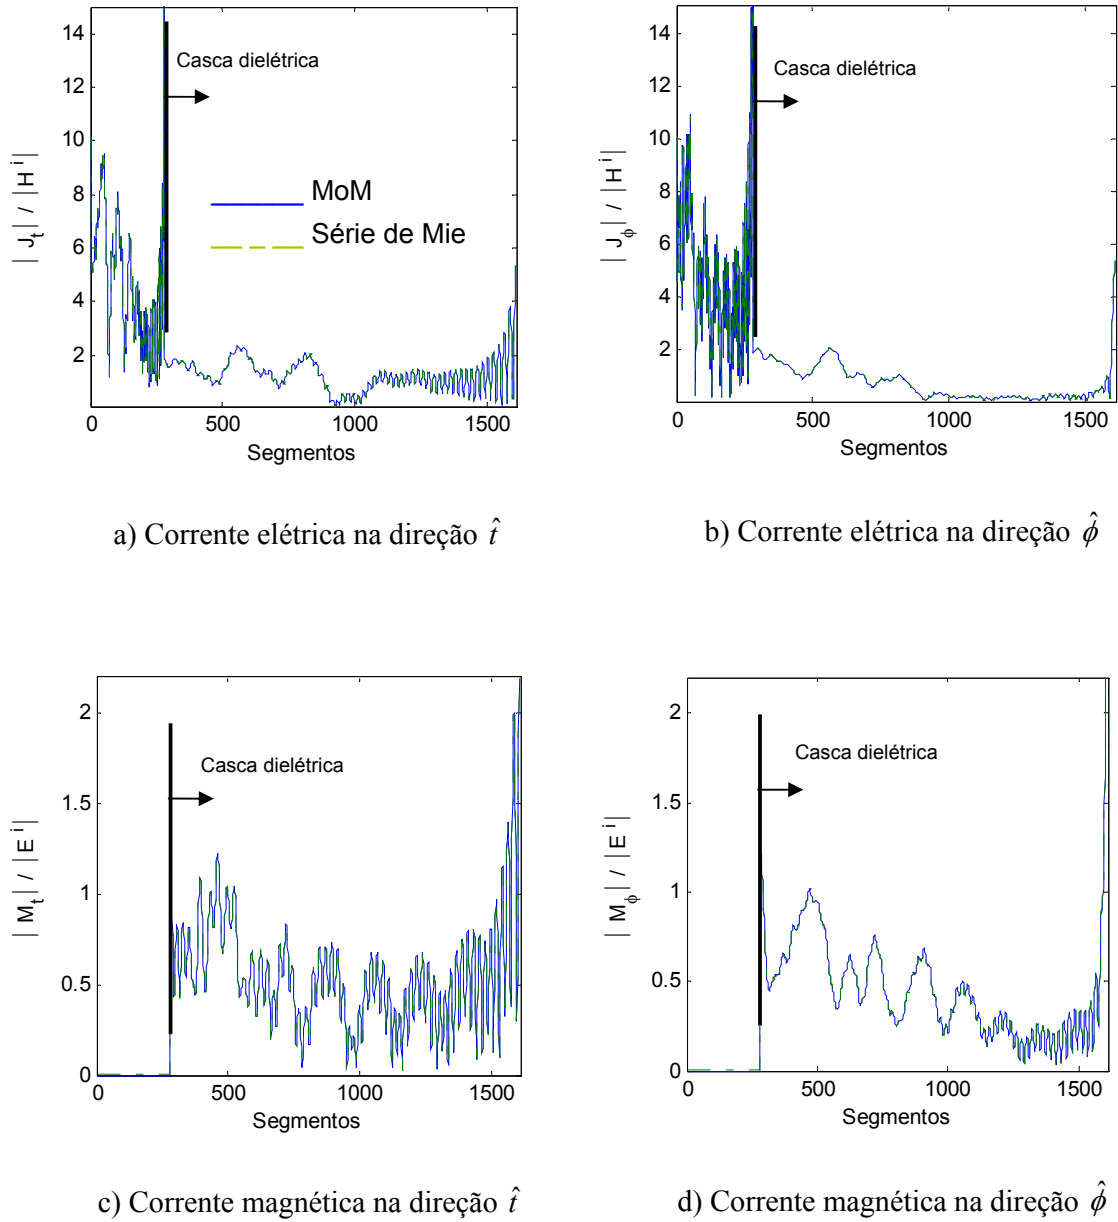 14
12
10
8
6
4
2
0
500
1000
1500
Segmentos
| J_t | / | H^i |
Casca dielétrica
MoM
Série de Mie
a) Corrente elétrica na direção t̂
14
12
10
8
6
4
2
0
500
1000
1500
Segmentos
| J_ϕ | / | H^i |
Casca dielétrica
b) Corrente elétrica na direção ϕ̂
2
1.5
1
0.5
0
0
500
1000
1500
Segmentos
| M_t | / | E^i |
Casca dielétrica
c) Corrente magnética na direção t̂
2
1.5
1
0.5
0
0
500
1000
1500
Segmentos
| M_ϕ | / | E^i |
Casca dielétrica
d) Corrente magnética na direção ϕ̂